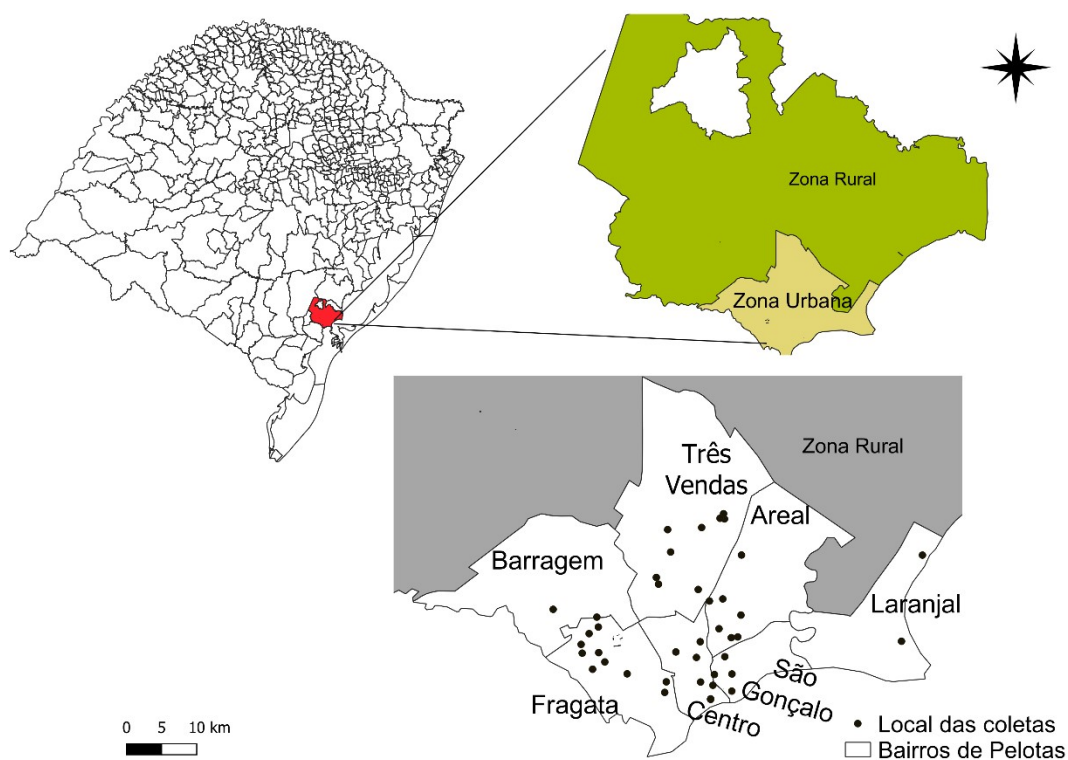 Zona Rural
Zona Urbana
Zona Rural
Três
Vendas
Areal
Barragem
Laranjal
São
Gonçalo
Fragata
Centro
0 5 10 km
Local das coletas
Bairros de Pelotas